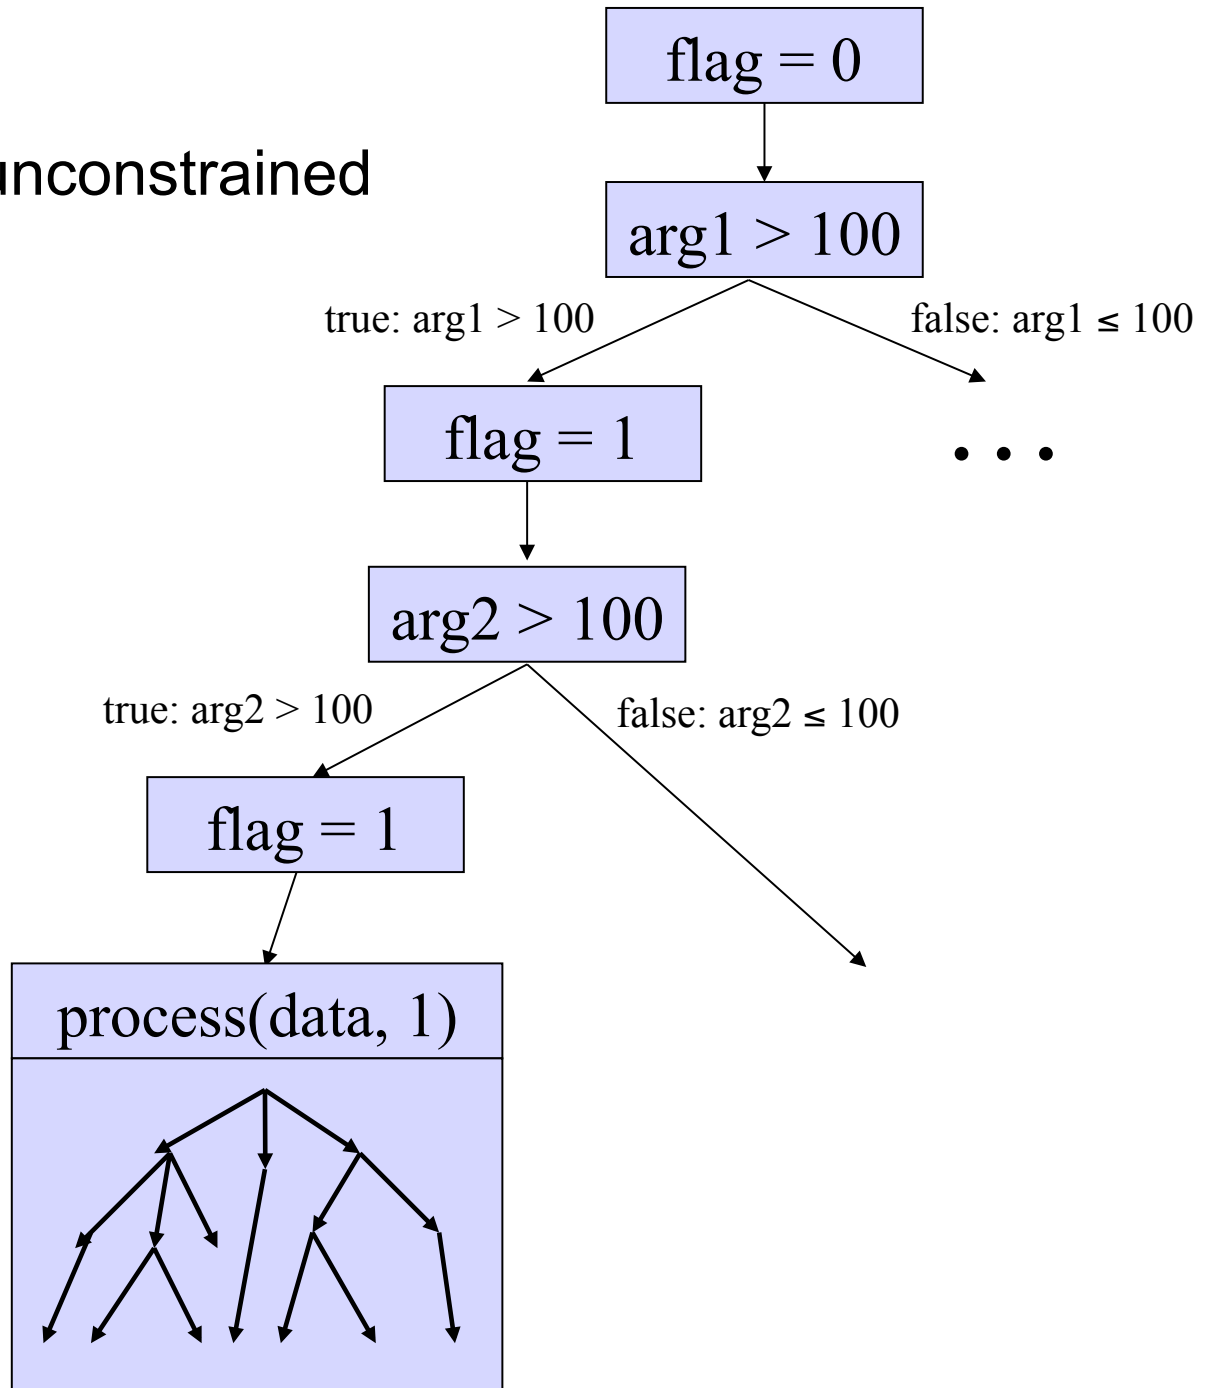 flag = 0
unconstrained
arg1 > 100
true: arg1 > 100
false: arg1 ≤ 100
flag = 1
. . .
arg2 > 100
true: arg2 > 100
false: arg2 ≤ 100
flag = 1
process(data, 1)